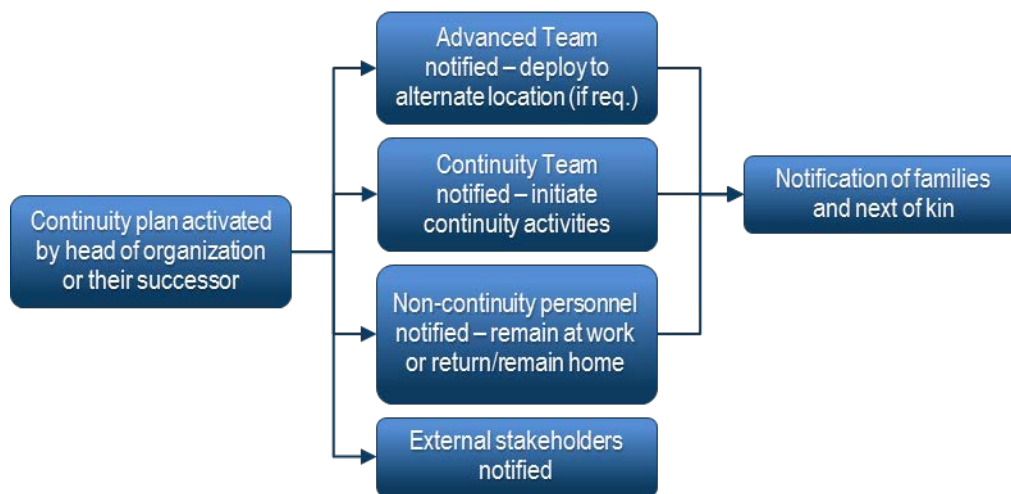 Continuity plan activated
by head of organization
or their successor
Advanced Team
notified – deploy to
alternate location (if req.)
Continuity Team
notified – initiate
continuity activities
Non-continuity personnel
notified – remain at work
or return/remain home
External stakeholders
notified
Notification of families
and next of kin